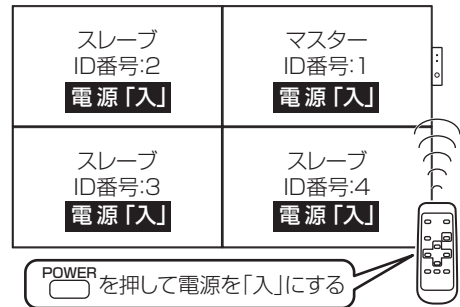 スレーブ
ID番号:2
電源「入」
マスター
ID番号:1
電源「入」
スレーブ
ID番号:3
電源「入」
スレーブ
ID番号:4
電源「入」
POWER
を押して電源を「入」にする